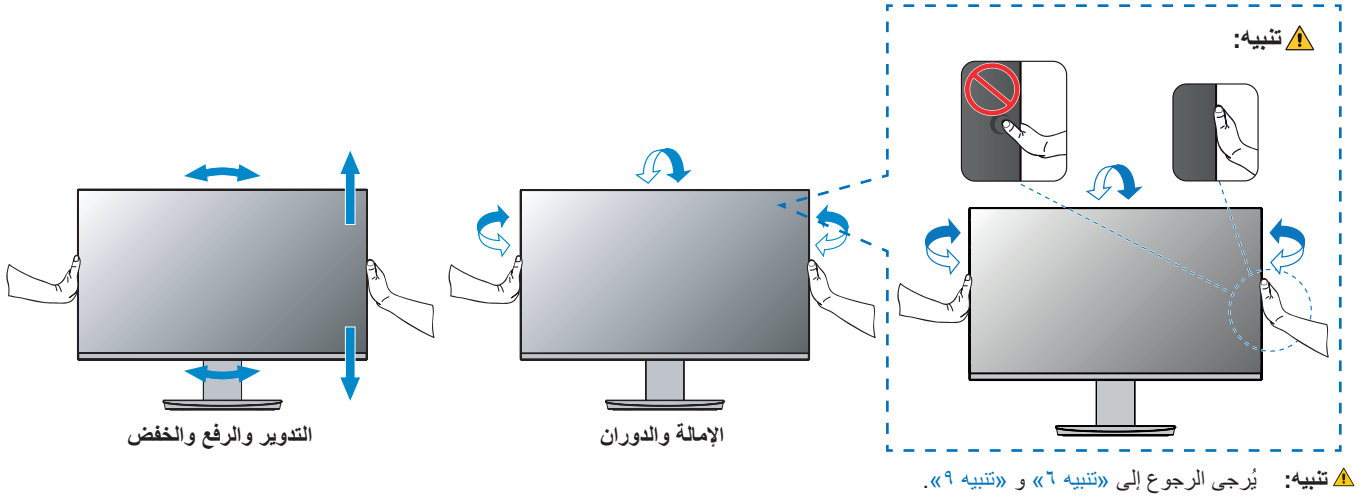 تنبيه:
الإمالة والدوران
التدوير والرفع والخفض
تنبيه: يُرجى الرجوع إلى «تنبيه ٦» و «تنبيه ٩».